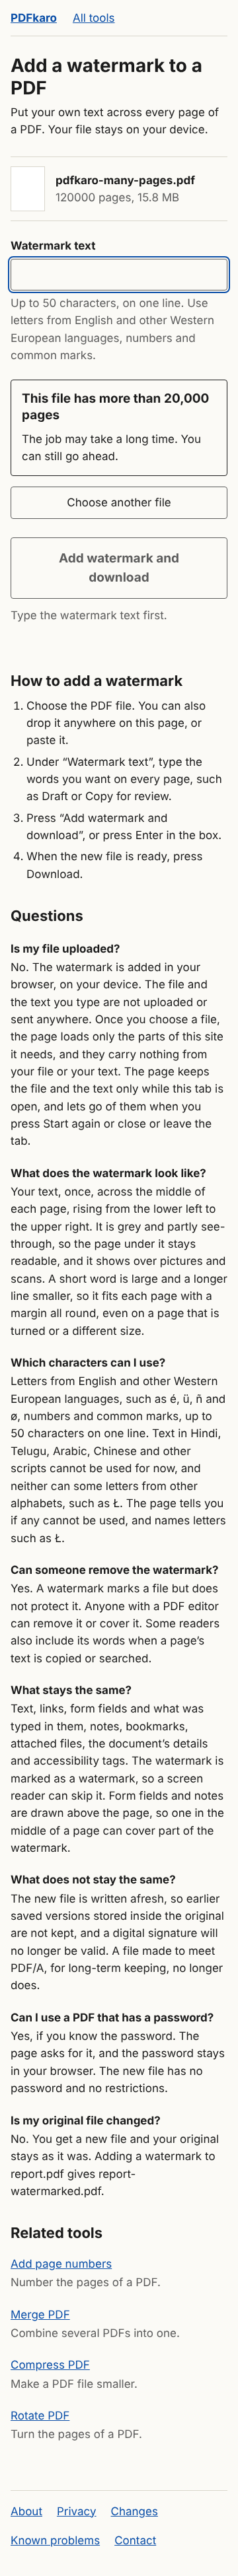 PDFkaro All tools
Add a watermark to a
PDF
Put your own text across every page of
a PDF. Your file stays on your device.
pdfkaro-many-pages.pdf
120000 pages, 15.8 MB
Watermark text
Up to 50 characters, on one line. Use
letters from English and other Western
European languages, numbers and
common marks.
This file has more than 20,000
pages
The job may take a long time. You
can still go ahead.
Choose another file
Add watermark and
download
Type the watermark text first.
How to add a watermark
1. Choose the PDF file. You can also
drop it anywhere on this page, or
paste it.
2. Under “Watermark text”, type the
words you want on every page, such
as Draft or Copy for review.
3. Press “Add watermark and
download”, or press Enter in the box.
4. When the new file is ready, press
Download.
Questions
Is my file uploaded?
No. The watermark is added in your
browser, on your device. The file and
the text you type are not uploaded or
sent anywhere. Once you choose a file,
the page loads only the parts of this site
it needs, and they carry nothing from
your file or your text. The page keeps
the file and the text only while this tab is
open, and lets go of them when you
press Start again or close or leave the
tab.
What does the watermark look like?
Your text, once, across the middle of
each page, rising from the lower left to
the upper right. It is grey and partly see-
through, so the page under it stays
readable, and it shows over pictures and
scans. A short word is large and a longer
line smaller, so it fits each page with a
margin all round, even on a page that is
turned or a different size.
Which characters can I use?
Letters from English and other Western
European languages, such as é, ü, ñ and
ø, numbers and common marks, up to
50 characters on one line. Text in Hindi,
Telugu, Arabic, Chinese and other
scripts cannot be used for now, and
neither can some letters from other
alphabets, such as Ł. The page tells you
if any cannot be used, and names letters
such as Ł.
Can someone remove the watermark?
Yes. A watermark marks a file but does
not protect it. Anyone with a PDF editor
can remove it or cover it. Some readers
also include its words when a page’s
text is copied or searched.
What stays the same?
Text, links, form fields and what was
typed in them, notes, bookmarks,
attached files, the document’s details
and accessibility tags. The watermark is
marked as a watermark, so a screen
reader can skip it. Form fields and notes
are drawn above the page, so one in the
middle of a page can cover part of the
watermark.
What does not stay the same?
The new file is written afresh, so earlier
saved versions stored inside the original
are not kept, and a digital signature will
no longer be valid. A file made to meet
PDF/A, for long-term keeping, no longer
does.
Can I use a PDF that has a password?
Yes, if you know the password. The
page asks for it, and the password stays
in your browser. The new file has no
password and no restrictions.
Is my original file changed?
No. You get a new file and your original
stays as it was. Adding a watermark to
report.pdf gives report-
watermarked.pdf.
Related tools
Add page numbers
Number the pages of a PDF.
Merge PDF
Combine several PDFs into one.
Compress PDF
Make a PDF file smaller.
Rotate PDF
Turn the pages of a PDF.
About Privacy Changes
Known problems Contact